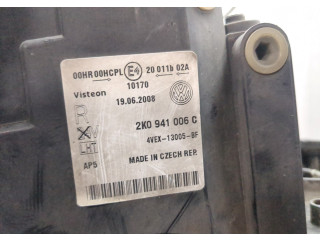 00HR 00HCPL E4 20 011b 02A
10170
Visteon
19.06.2008
2K0 941 006 C
4VEX-13005-BF
LHT
AP5
MADE IN CZECH REP.